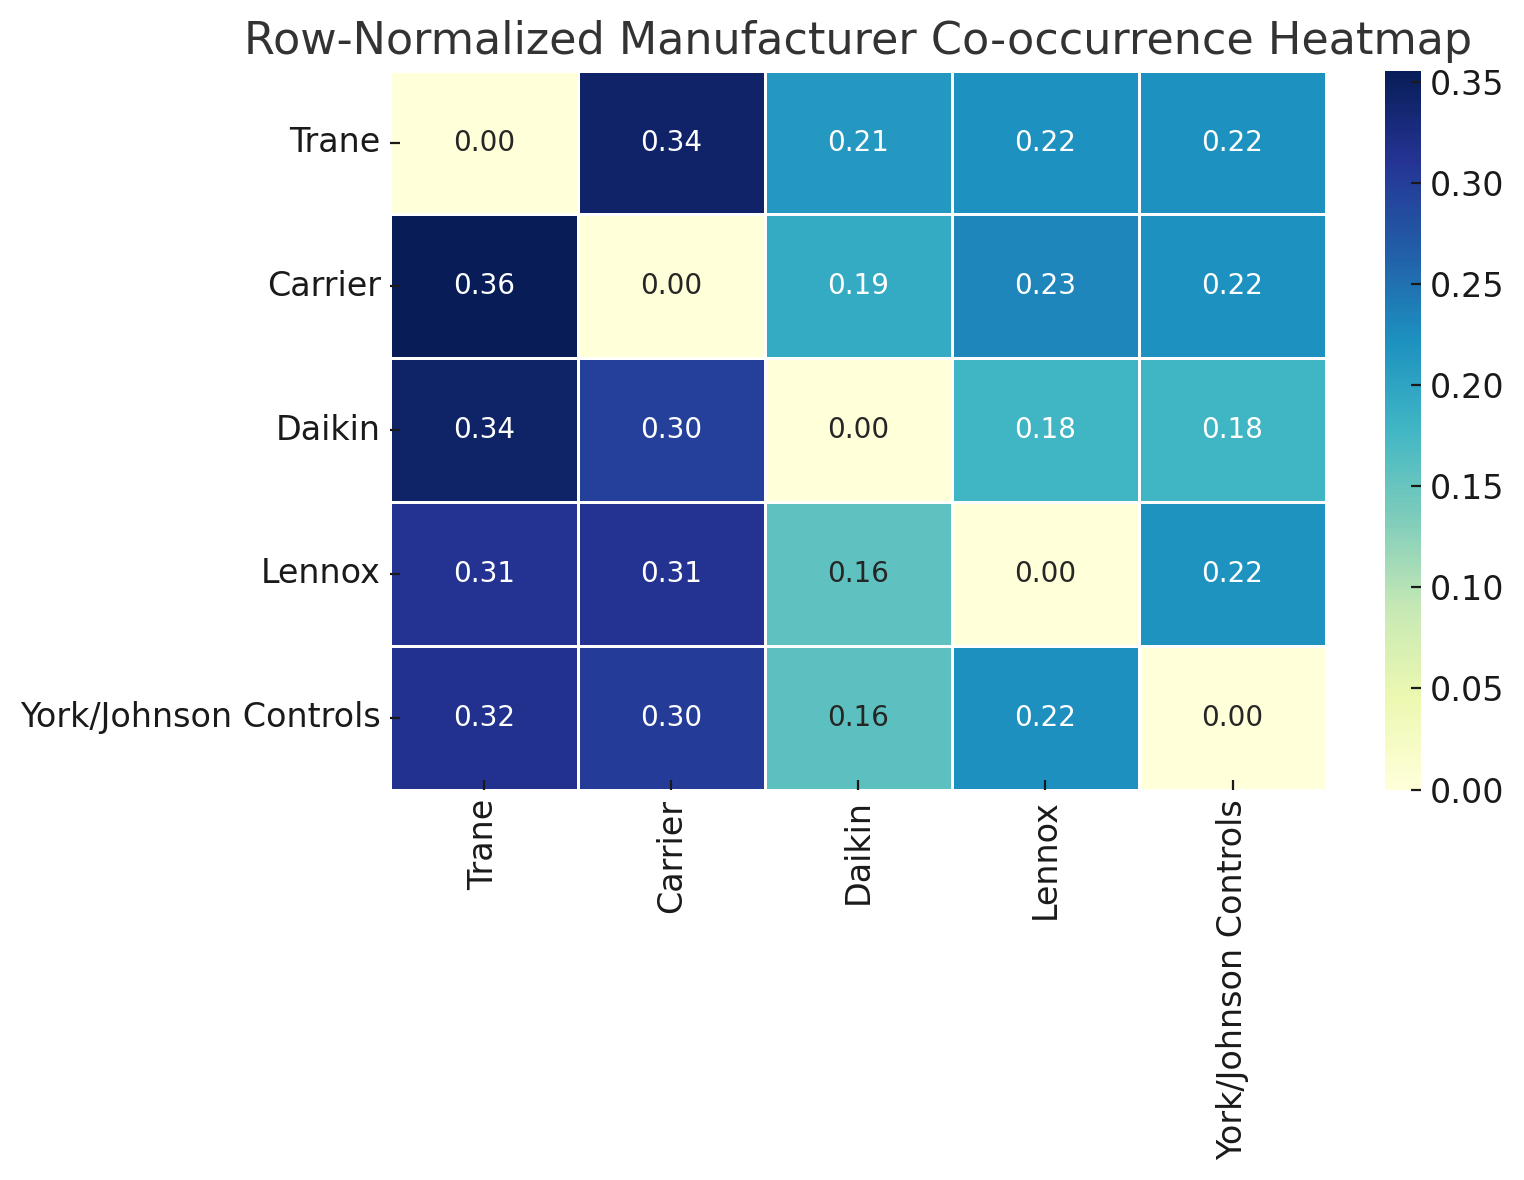 Row-Normalized Manufacturer Co-occurrence Heatmap
Trane 0.00 0.34 0.21 0.22 0.22
Carrier 0.36 0.00 0.19 0.23 0.22
Daikin 0.34 0.30 0.00 0.18 0.18
Lennox 0.31 0.31 0.16 0.00 0.22
York/Johnson Controls 0.32 0.30 0.16 0.22 0.00
Trane
Carrier
Daikin
Lennox
York/Johnson Controls
0.35
0.30
0.25
0.20
0.15
0.10
0.05
0.00